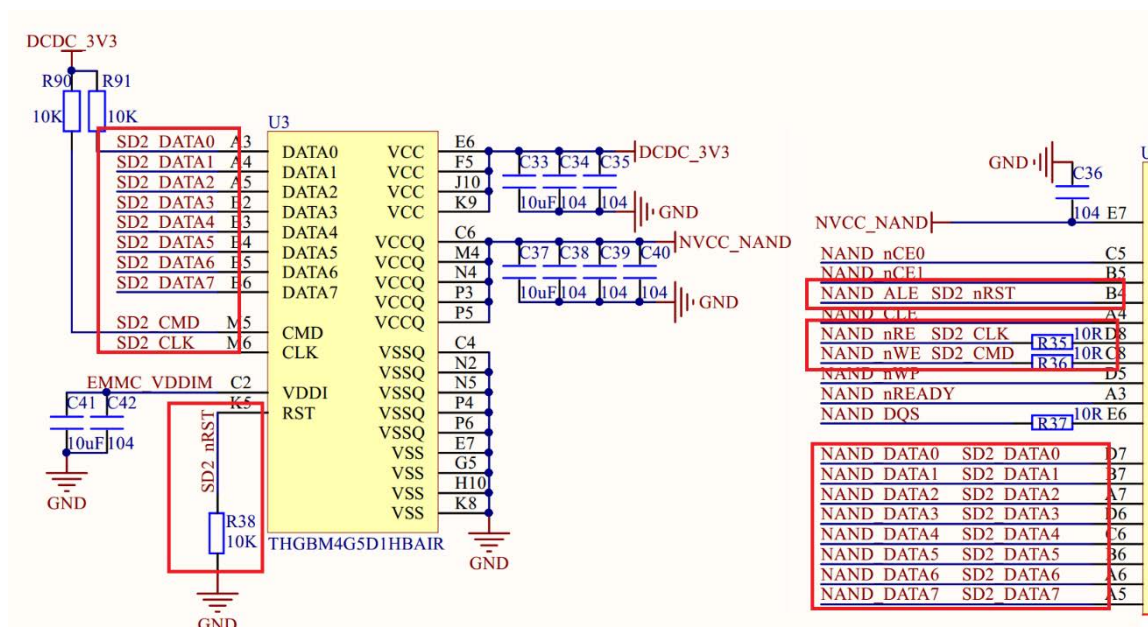 DCDC_3V3
R90 R91
10K 10K
U3
SD2_DATA0 A3
SD2_DATA1 A4
SD2_DATA2 A5
SD2_DATA3 B2
SD2_DATA4 B3
SD2_DATA5 B4
SD2_DATA6 B5
SD2_DATA7 B6
SD2_CMD M5
SD2_CLK M6
EMMC_VDDIM C2
K5
C41 C42
10uF 104
GND
SD2_nRST
R38
10K
GND
DATA0
DATA1
DATA2
DATA3
DATA4
DATA5
DATA6
DATA7
CMD
CLK
VDDI
RST
VCC E6
VCC F5
VCC J10
VCC K9
VCCQ C6
VCCQ M4
VCCQ N4
VCCQ P3
VCCQ P5
VSSQ C4
VSSQ N2
VSSQ N5
VSSQ P4
VSSQ P6
VSS E7
VSS G5
VSS H10
VSS K8
THGBM4G5D1HBAIR
GND
C33 C34 C35
10uF 104 104
DCDC_3V3
GND
C37 C38 C39 C40
10uF 104 104 104
NVCC_NAND
GND
GND
C36
104 E7
U
NVCC_NAND
NAND_nCE0 C5
NAND_nCE1 B5
NAND_ALE SD2_nRST B4
NAND_CLE A4
NAND_nRE SD2_CLK R35 10R D8
NAND_nWE SD2_CMD R36 10R C8
NAND_nWP D5
NAND_nREADY A3
NAND_DQS R37 10R E6
NAND_DATA0 SD2_DATA0 D7
NAND_DATA1 SD2_DATA1 B7
NAND_DATA2 SD2_DATA2 A7
NAND_DATA3 SD2_DATA3 D6
NAND_DATA4 SD2_DATA4 C6
NAND_DATA5 SD2_DATA5 B6
NAND_DATA6 SD2_DATA6 A6
NAND_DATA7 SD2_DATA7 A5